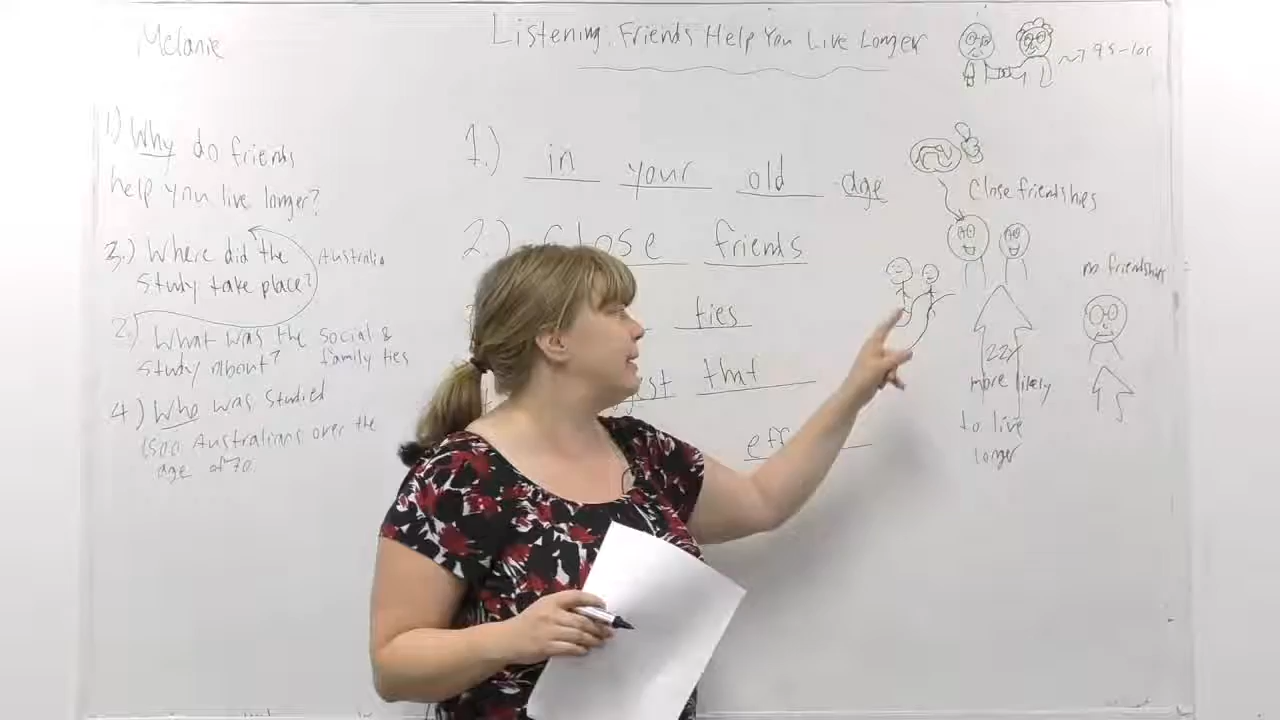 Melanie
Listening: Friends Help You Live Longer
1) Why do friends
help you live longer?
3.) Where did the
study take place?
Australia
2.) What was the
study about?
social &
family ties
4) Who was studied
1500 Australians over the
age of 70.
1.) in your old age
2.) close friends
ties
that
close friendships
no friendships
22%
more likely
to live
longer